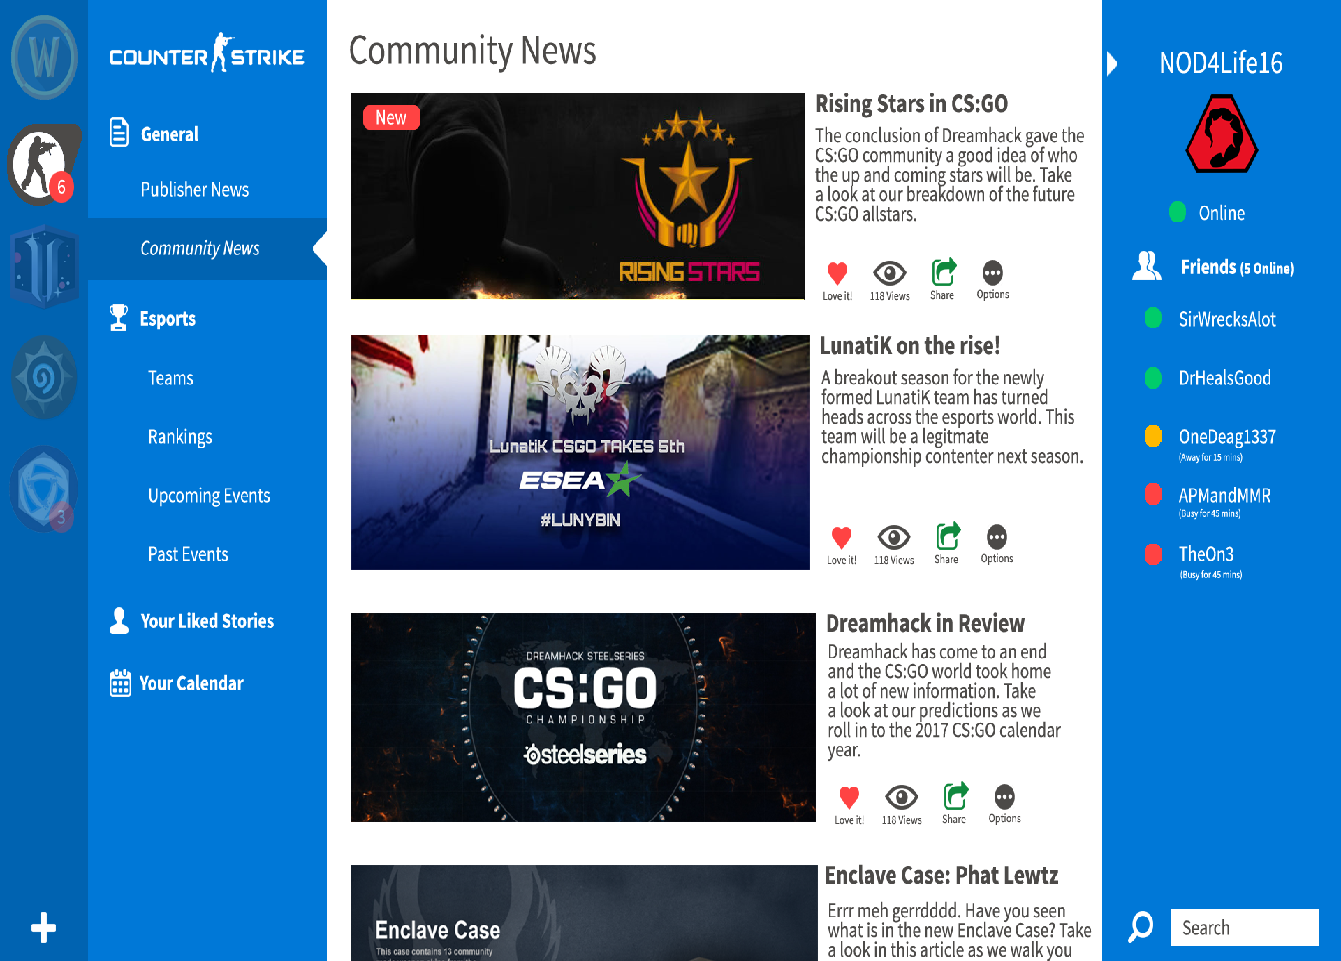 W
COUNTER STRIKE
6
3
General
Publisher News
Community News
Esports
Teams
Rankings
Upcoming Events
Past Events
Your Liked Stories
Your Calendar
Community News
New
RISING STARS
Rising Stars in CS:GO
The conclusion of Dreamhack gave the
CS:GO community a good idea of who
the up and coming stars will be. Take
a look at our breakdown of the future
CS:GO allstars.
Love it! 118 Views Share Options
LunatiK CSGO TAKES 5th
ESEA
#LUNYBIN
LunatiK on the rise!
A breakout season for the newly
formed LunatiK team has turned
heads across the esports world. This
team will be a legitmate
championship contenter next season.
Love it! 118 Views Share Options
DREAMHACK STEELSERIES
CS:GO
CHAMPIONSHIP
steelseries
Dreamhack in Review
Dreamhack has come to an end
and the CS:GO world took home
a lot of new information. Take
a look at our predictions as we
roll in to the 2017 CS:GO calendar
year.
Love it! 118 Views Share Options
Enclave Case
This case contains 13 community
Enclave Case: Phat Lewtz
Errr meh gerrdddd. Have you seen
what is in the new Enclave Case? Take
a look in this article as we walk you
NOD4Life16
Online
Friends (5 Online)
SirWrecksAlot
DrHealsGood
OneDeag1337
(Away for 15 mins)
APMandMMR
(Busy for 45 mins)
TheOn3
(Busy for 45 mins)
Search